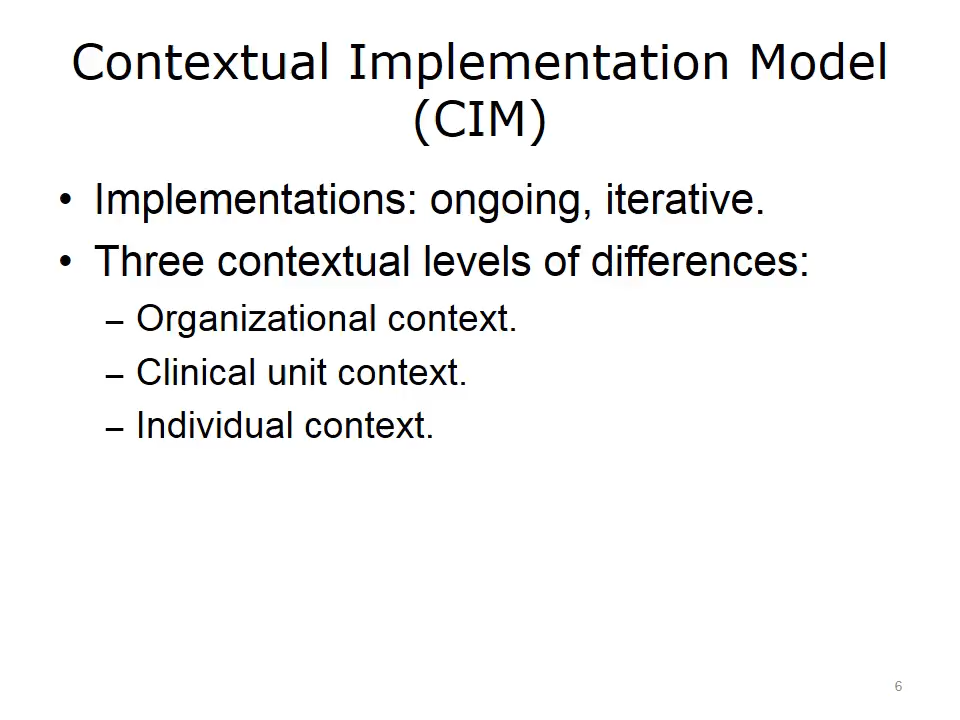 Contextual Implementation Model
(CIM)
• Implementations: ongoing, iterative.
• Three contextual levels of differences:
– Organizational context.
– Clinical unit context.
– Individual context.
6